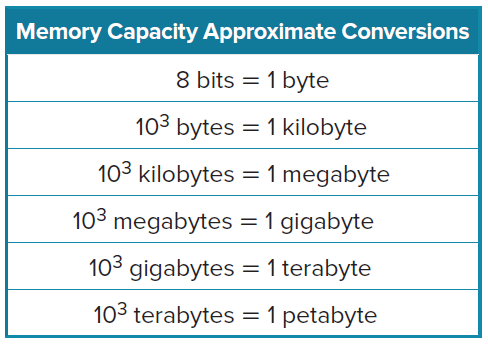 Memory Capacity Approximate Conversions
8 bits = 1 byte
10³ bytes = 1 kilobyte
10³ kilobytes = 1 megabyte
10³ megabytes = 1 gigabyte
10³ gigabytes = 1 terabyte
10³ terabytes = 1 petabyte